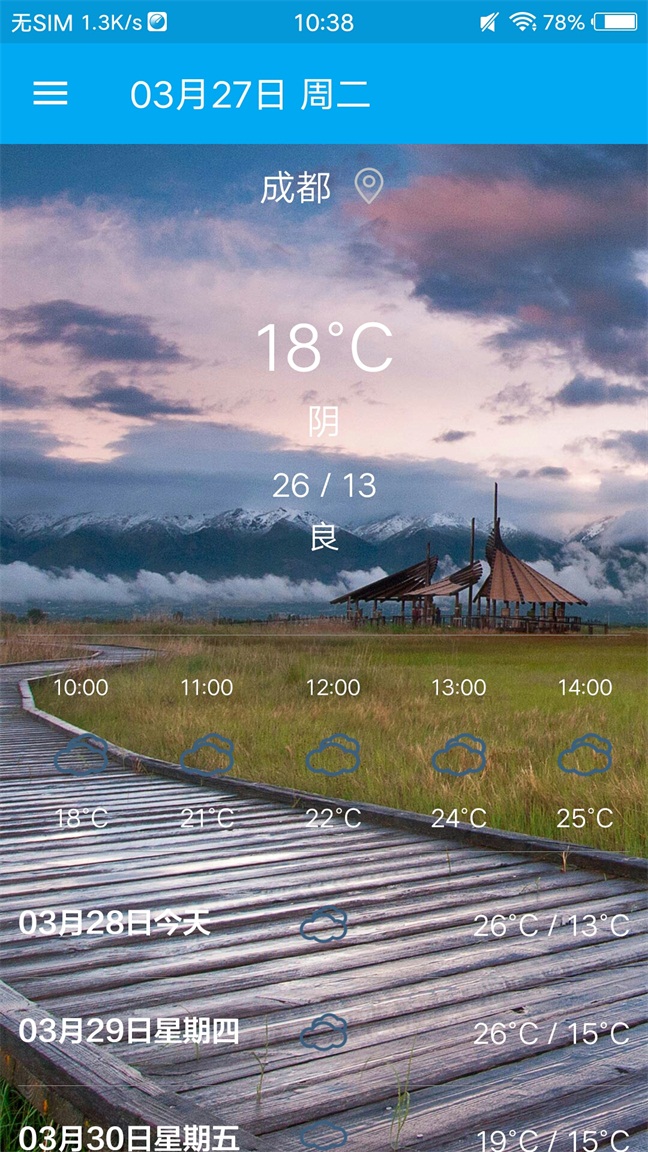 无SIM 1.3K/s 10:38 78%
03月27日 周二
成都
18°C
阴
26 / 13
良
10:00 11:00 12:00 13:00 14:00
18°C 21°C 22°C 24°C 25°C
03月28日今天 26°C / 13°C
03月29日星期四 26°C / 15°C
03月30日星期五 19°C / 15°C